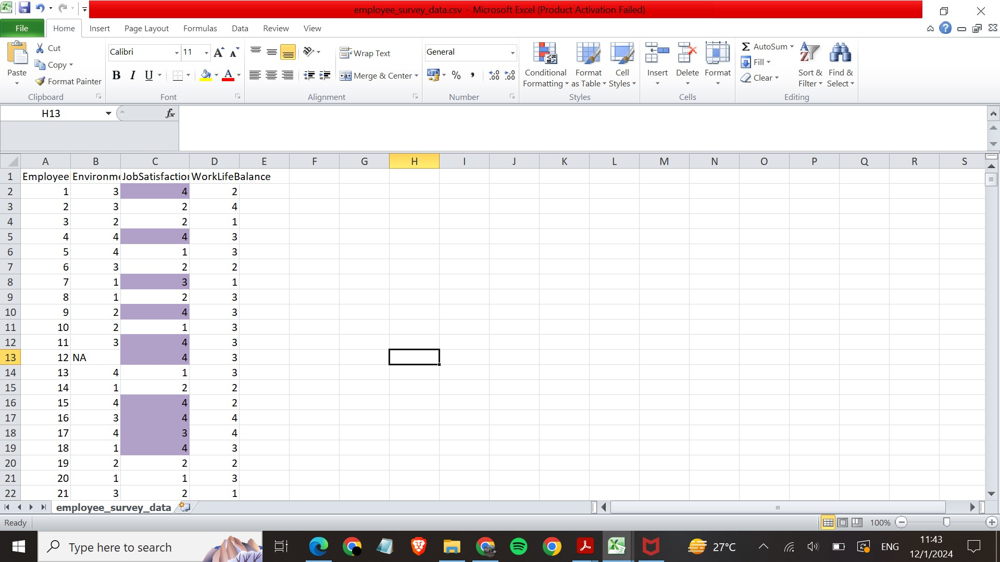 employee_survey_data.csv - Microsoft Excel (Product Activation Failed)
File Home Insert Page Layout Formulas Data Review View
Paste
Cut
Copy
Format Painter
Clipboard
Calibri 11
B I U A
Font
Wrap Text
Merge & Center
Alignment
General
%
Number
Conditional Formatting
Format as Table
Cell Styles
Styles
Insert Delete Format
Cells
Σ AutoSum
Fill
Clear
Sort & Filter
Find & Select
Editing
H13 fx
A B C D E F G H I J K L M N O P Q R S
1 Employee Environme JobSatisfaction WorkLifeBalance
2 1 3 4 2
3 2 3 2 4
4 3 2 2 1
5 4 4 4 3
6 5 4 1 3
7 6 3 2 2
8 7 1 3 1
9 8 1 2 3
10 9 2 4 3
11 10 2 1 3
12 11 3 4 3
13 12 NA 4 3
14 13 4 1 3
15 14 1 2 2
16 15 4 4 2
17 16 3 4 4
18 17 4 3 4
19 18 1 4 3
20 19 2 2 2
21 20 1 1 3
22 21 3 2 1
employee_survey_data
Ready 100%
Type here to search
27°C ENG 11:43
12/1/2024